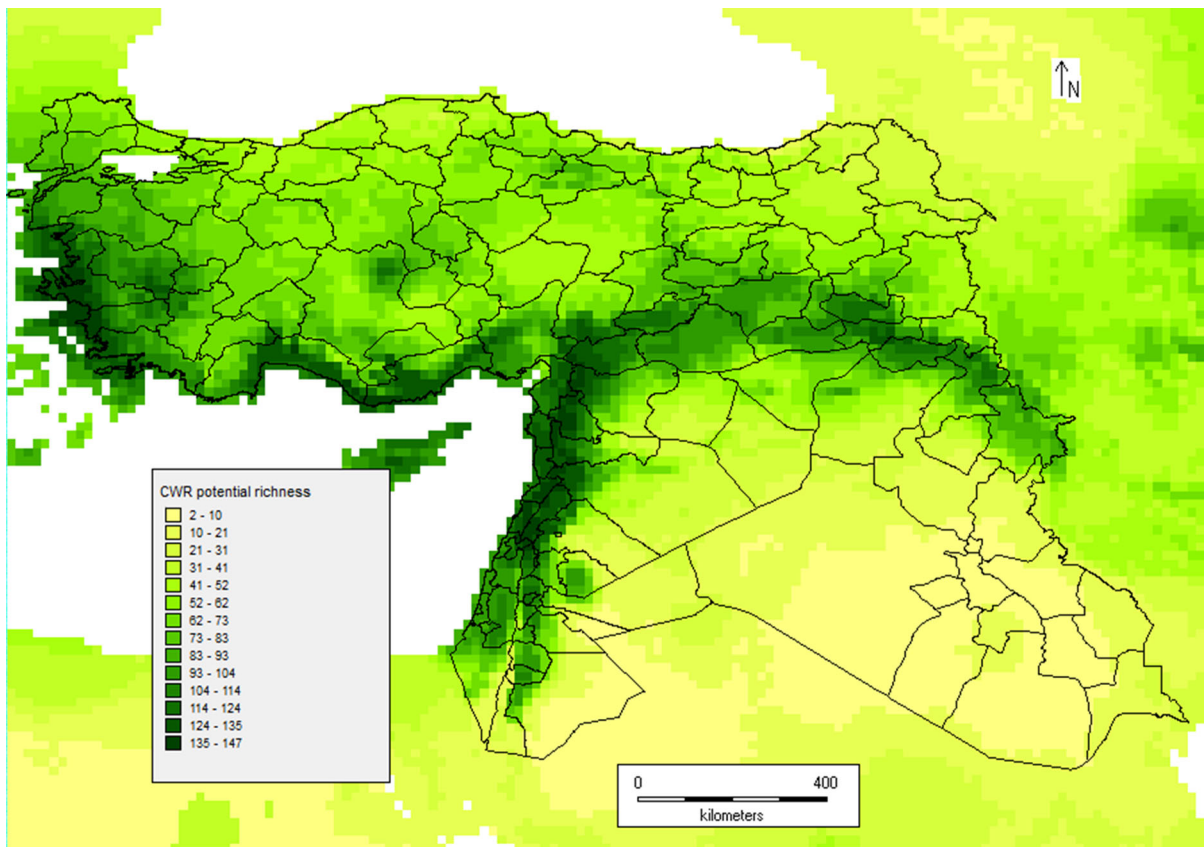 N
CWR potential richness
2 - 10
10 - 21
21 - 31
31 - 41
41 - 52
52 - 62
62 - 73
73 - 83
83 - 93
93 - 104
104 - 114
114 - 124
124 - 135
135 - 147
0 400
kilometers